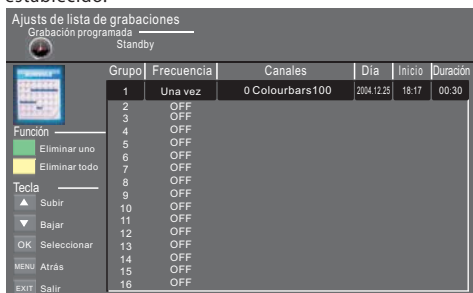 establecido.
Ajusts de lista de grabaciones
Grabación programada
Standby
Grupo Frecuencia Canales Día Inicio Duración
1 Una vez 0 Colourbars100 2004.12.25 18:17 00:30
2 OFF
3 OFF
4 OFF
5 OFF
6 OFF
7 OFF
8 OFF
9 OFF
10 OFF
11 OFF
12 OFF
13 OFF
14 OFF
15 OFF
16 OFF
Función
Eliminar uno
Eliminar todo
Tecla
Subir
Bajar
OK Seleccionar
MENU Atrás
EXIT Salir